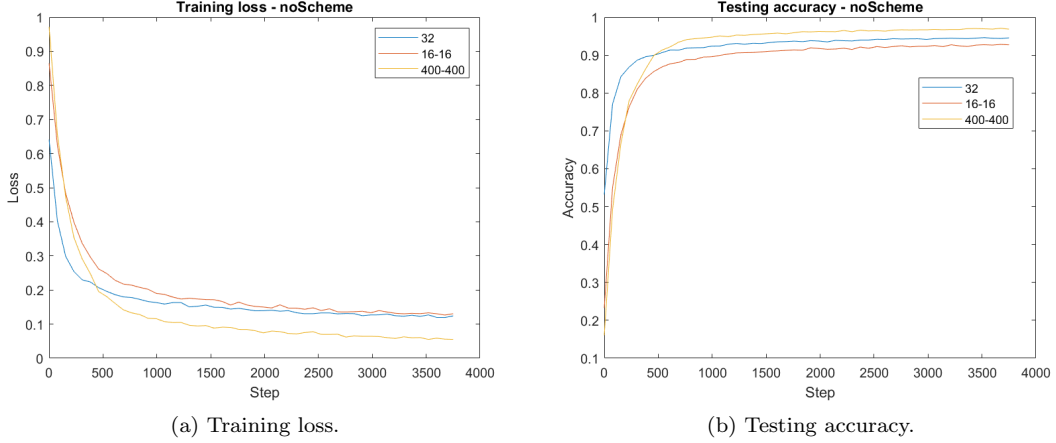 Training loss - noScheme
1
0.9
0.8
0.7
0.6
0.5
0.4
0.3
0.2
0.1
0
Loss
32
16-16
400-400
0 500 1000 1500 2000 2500 3000 3500 4000
Step
(a) Training loss.
Testing accuracy - noScheme
1
0.9
0.8
0.7
0.6
0.5
0.4
0.3
0.2
0.1
Accuracy
32
16-16
400-400
0 500 1000 1500 2000 2500 3000 3500 4000
Step
(b) Testing accuracy.